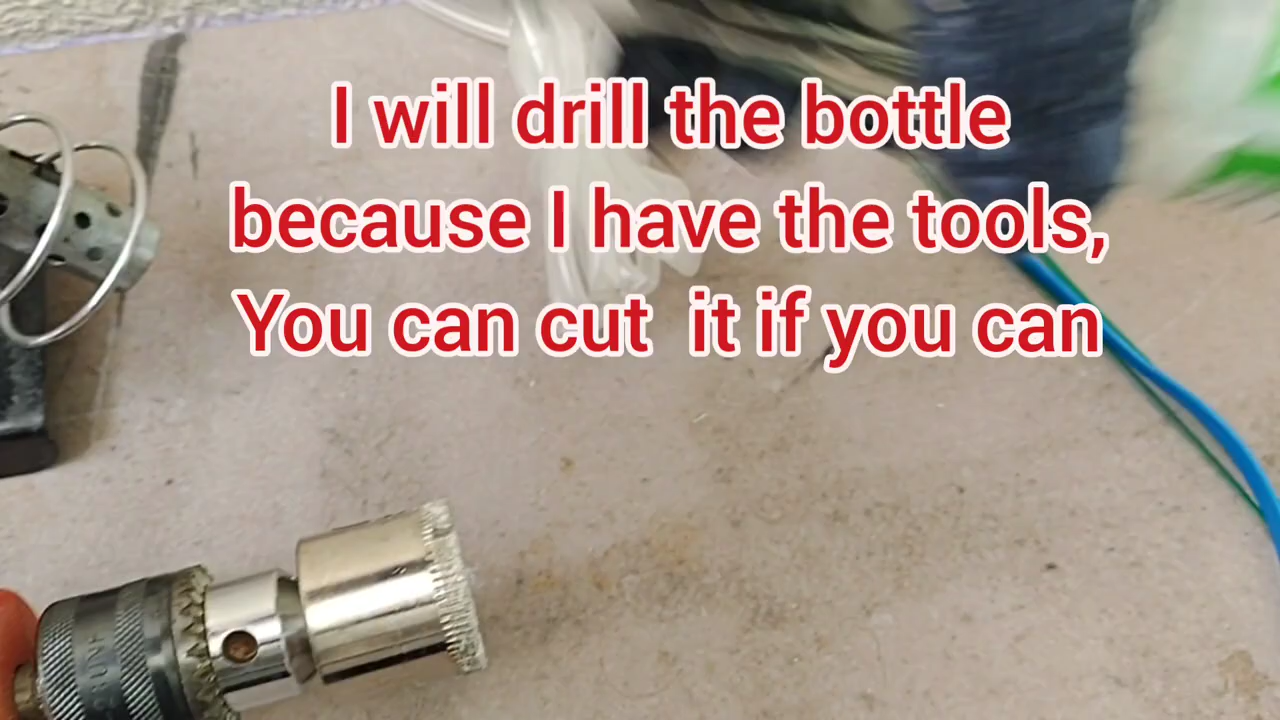 I will drill the bottle
because I have the tools,
You can cut it if you can